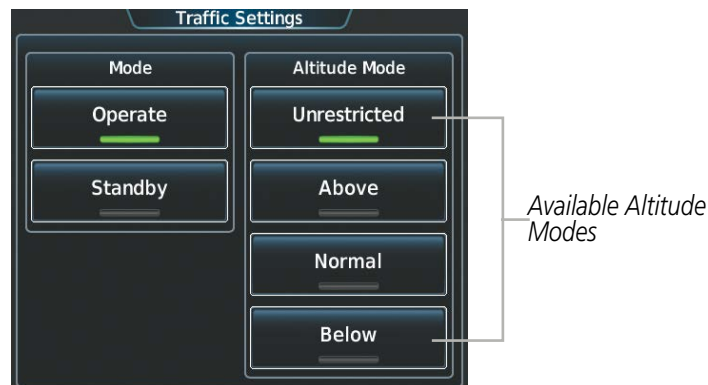 Traffic Settings
Mode
Operate
Standby
Altitude Mode
Unrestricted
Above
Normal
Below
Available Altitude
Modes